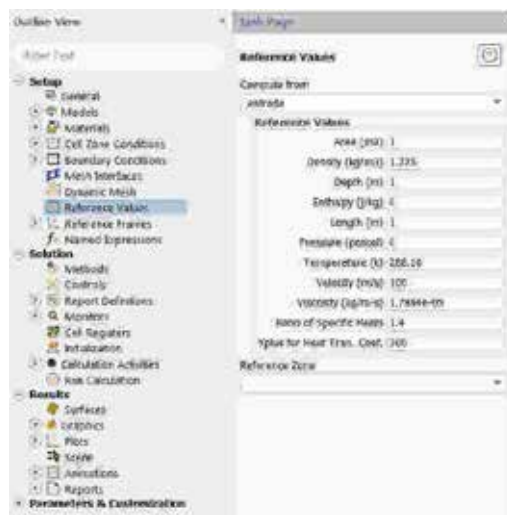 Outline View
Filter Text
Setup
General
Models
Materials
Cell Zone Conditions
Boundary Conditions
Mesh Interfaces
Dynamic Mesh
Reference Values
Reference Frames
Named Expressions
Solution
Methods
Controls
Report Definitions
Monitors
Cell Registers
Initialization
Calculation Activities
Run Calculation
Results
Surfaces
Graphics
Plots
Scene
Animations
Reports
Parameters & Customization
Task Page
Reference Values
Compute from
entrada
Reference Values
Area (m2) 1
Density (kg/m3) 1.225
Depth (m) 1
Enthalpy (J/kg) 0
Length (m) 1
Pressure (pascal) 0
Temperature (K) 288.16
Velocity (m/s) 100
Viscosity (kg/m-s) 1.7894e-05
Ratio of Specific Heats 1.4
Yplus for Heat Tran. Coef. 300
Reference Zone